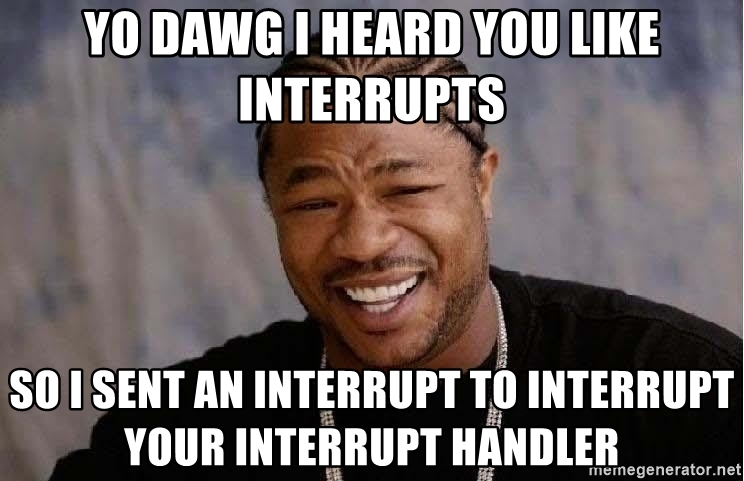 YO DAWG I HEARD YOU LIKE
INTERRUPTS
SO I SENT AN INTERRUPT TO INTERRUPT
YOUR INTERRUPT HANDLER
memegenerator.net